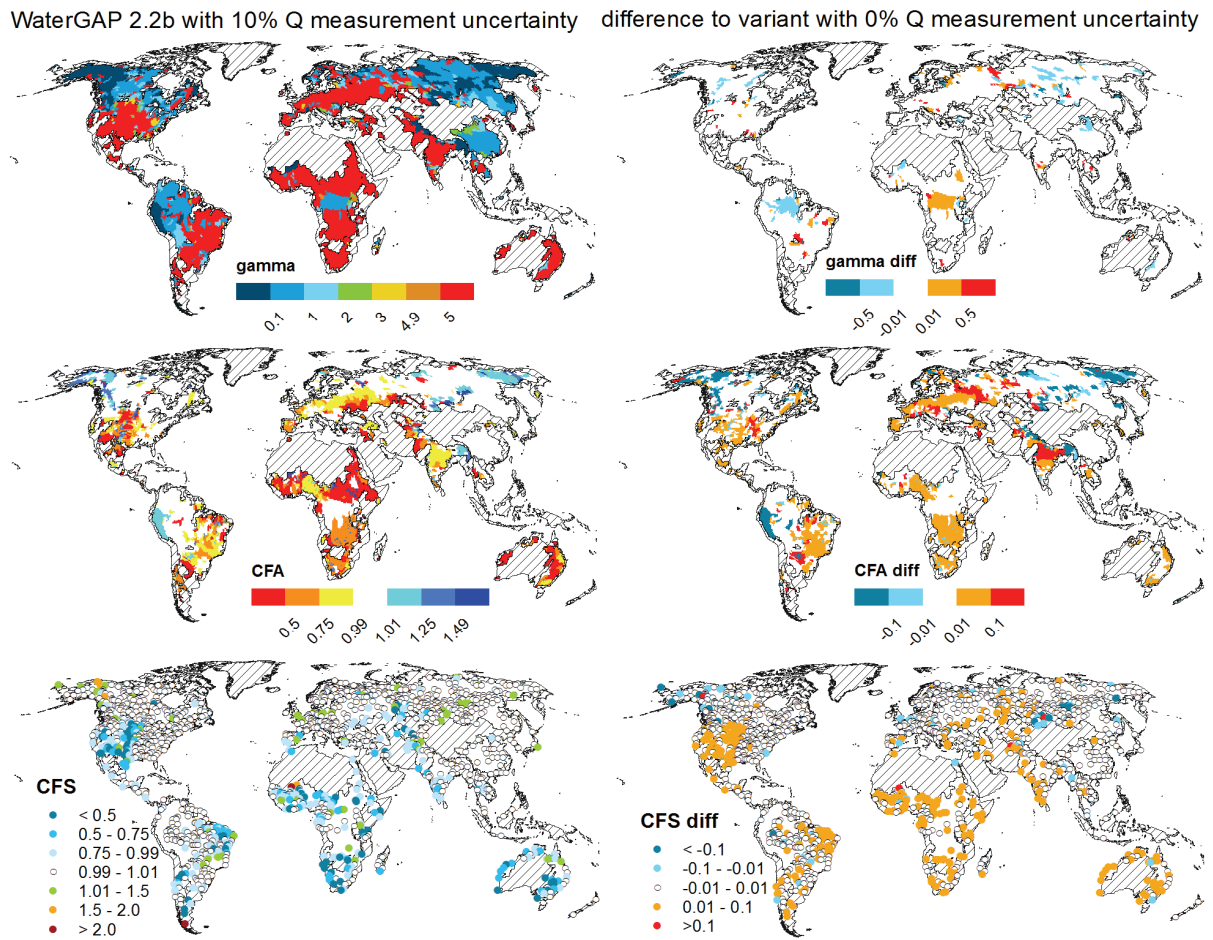 WaterGAP 2.2b with 10% Q measurement uncertainty
difference to variant with 0% Q measurement uncertainty
gamma
0.1
1
2
3
4.9
5
gamma diff
-0.5
-0.01
0.01
0.5
CFA
0.5
0.75
0.99
1.01
1.25
1.49
CFA diff
-0.1
-0.01
0.01
0.1
CFS
< 0.5
0.5 - 0.75
0.75 - 0.99
0.99 - 1.01
1.01 - 1.5
1.5 - 2.0
> 2.0
CFS diff
< -0.1
-0.1 - -0.01
-0.01 - 0.01
0.01 - 0.1
>0.1